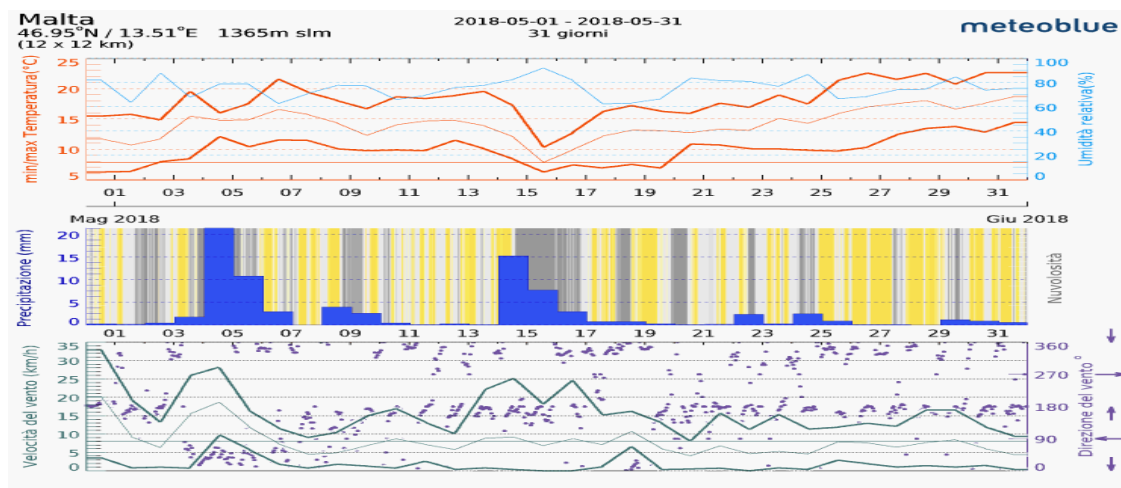 Malta
2018-05-01 - 2018-05-31
meteoblue
46.95°N / 13.51°E 1365m slm
31 giorni
(12 x 12 km)
min/max Temperatura(°C)
25
20
15
10
5
100
80
60
40
20
0
Umidità relativa(%)
01 03 05 07 09 11 13 15 17 19 21 23 25 27 29 31
Mag 2018
Giu 2018
Precipitazione (mm)
20
15
10
5
0
Nuvolosità
01 03 05 07 09 11 13 15 17 19 21 23 25 27 29 31
Velocità del vento (km/h)
35
30
25
20
15
10
5
0
360
270
180
90
0
Direzione del vento °